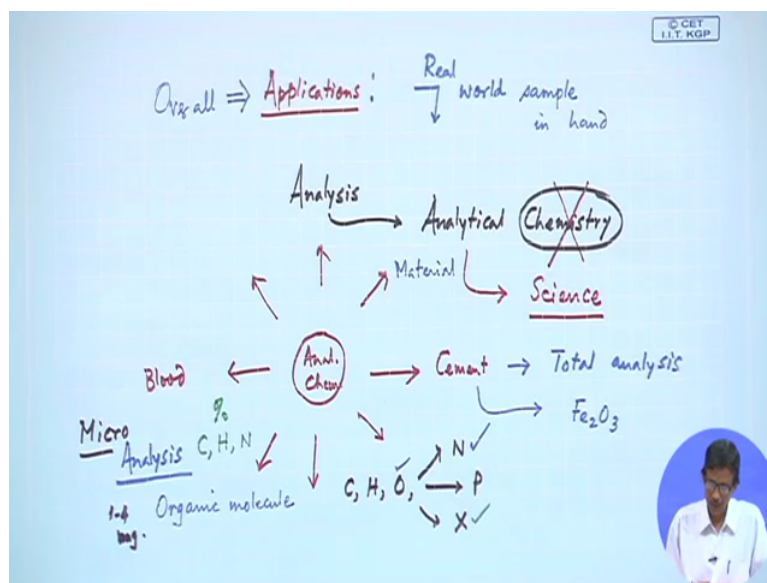 © CET
I.I.T. KGP
Overall ⇒ Applications :
Real
world sample
in hand
Analysis
Analytical Chemistry
Material
Science
Anal.
Chem
Blood
Cement → Total analysis
Fe₂O₃
%
C, H, N
Micro
Analysis
Organic molecule
1-4
mg.
C, H, O,
N ✓
P
X ✓